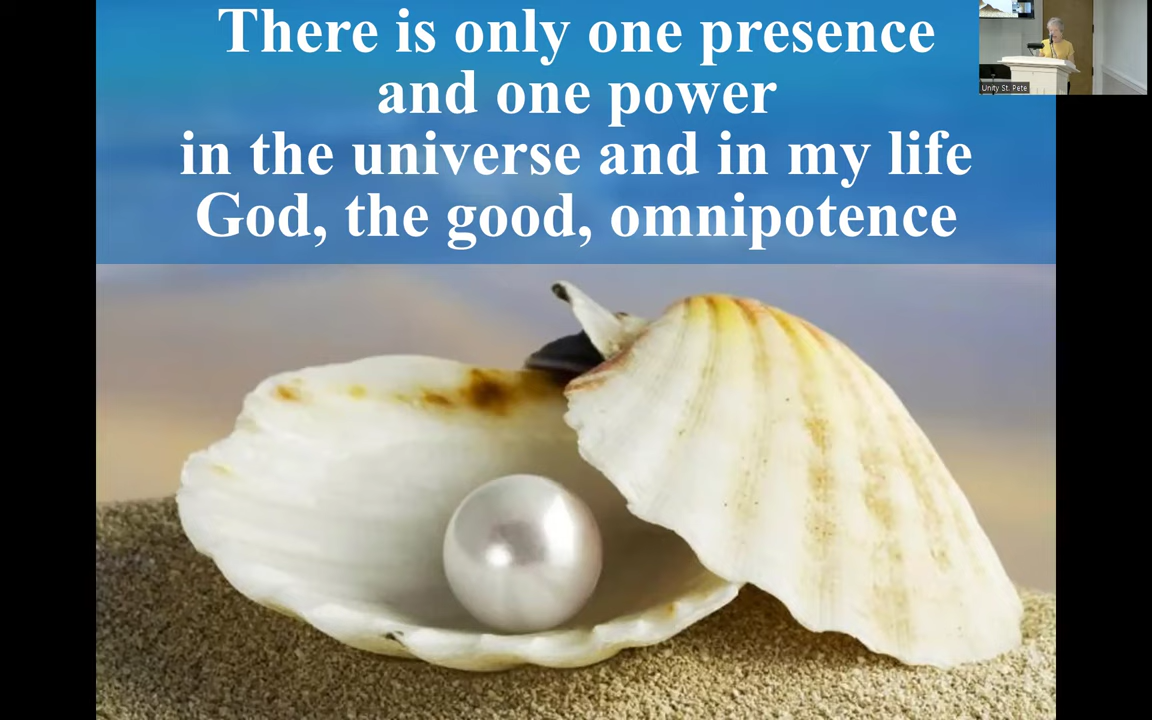 There is only one presence
and one power
in the universe and in my life
God, the good, omnipotence
Unity St. Pete